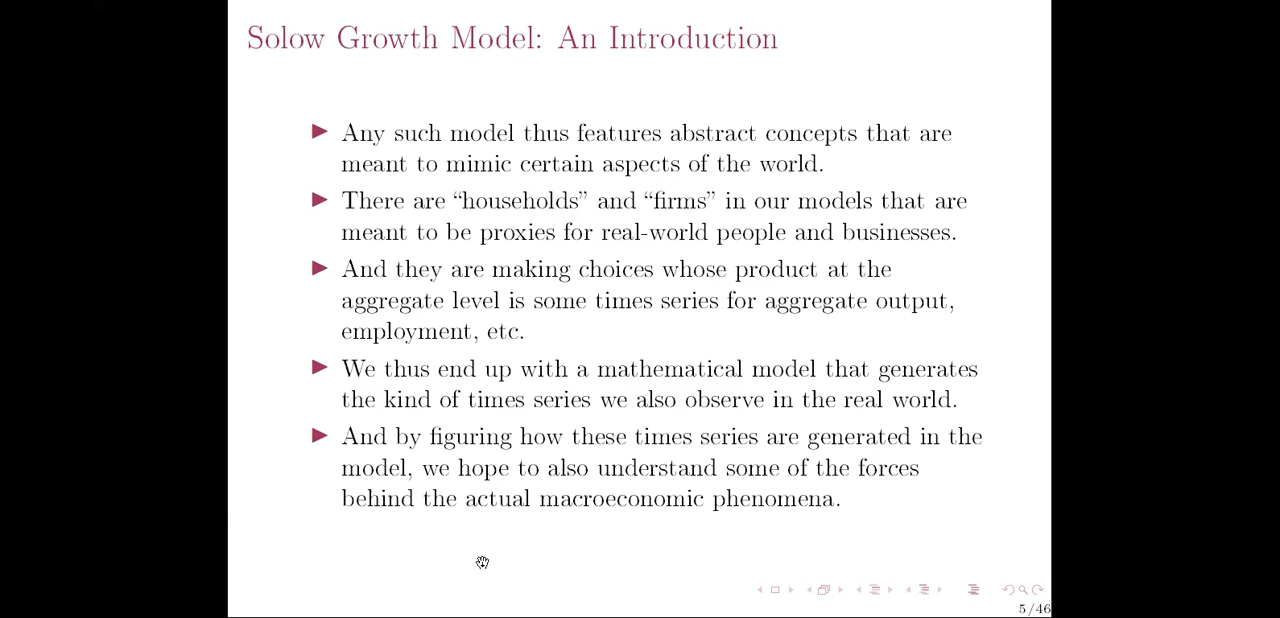 Solow Growth Model: An Introduction
Any such model thus features abstract concepts that are
meant to mimic certain aspects of the world.
There are “households” and “firms” in our models that are
meant to be proxies for real-world people and businesses.
And they are making choices whose product at the
aggregate level is some times series for aggregate output,
employment, etc.
We thus end up with a mathematical model that generates
the kind of times series we also observe in the real world.
And by figuring how these times series are generated in the
model, we hope to also understand some of the forces
behind the actual macroeconomic phenomena.
5/46